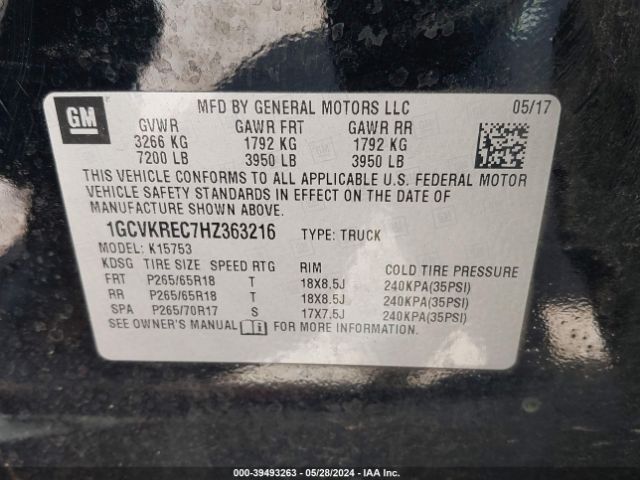 GM
MFD BY GENERAL MOTORS LLC 05/17
GVWR GAWR FRT GAWR RR
3266 KG 1792 KG 1792 KG
7200 LB 3950 LB 3950 LB
THIS VEHICLE CONFORMS TO ALL APPLICABLE U.S. FEDERAL MOTOR
VEHICLE SAFETY STANDARDS IN EFFECT ON THE DATE OF
MANUFACTURE SHOWN ABOVE.
1GCVKREC7HZ363216 TYPE: TRUCK
MODEL: K15753
KDSG TIRE SIZE SPEED RTG RIM COLD TIRE PRESSURE
FRT P265/65R18 T 18X8.5J 240KPA(35PSI)
RR P265/65R18 T 18X8.5J 240KPA(35PSI)
SPA P265/70R17 S 17X7.5J 240KPA(35PSI)
SEE OWNER'S MANUAL FOR MORE INFORMATION.
© - 39493263 - 05/28/2024 - IAA Inc.